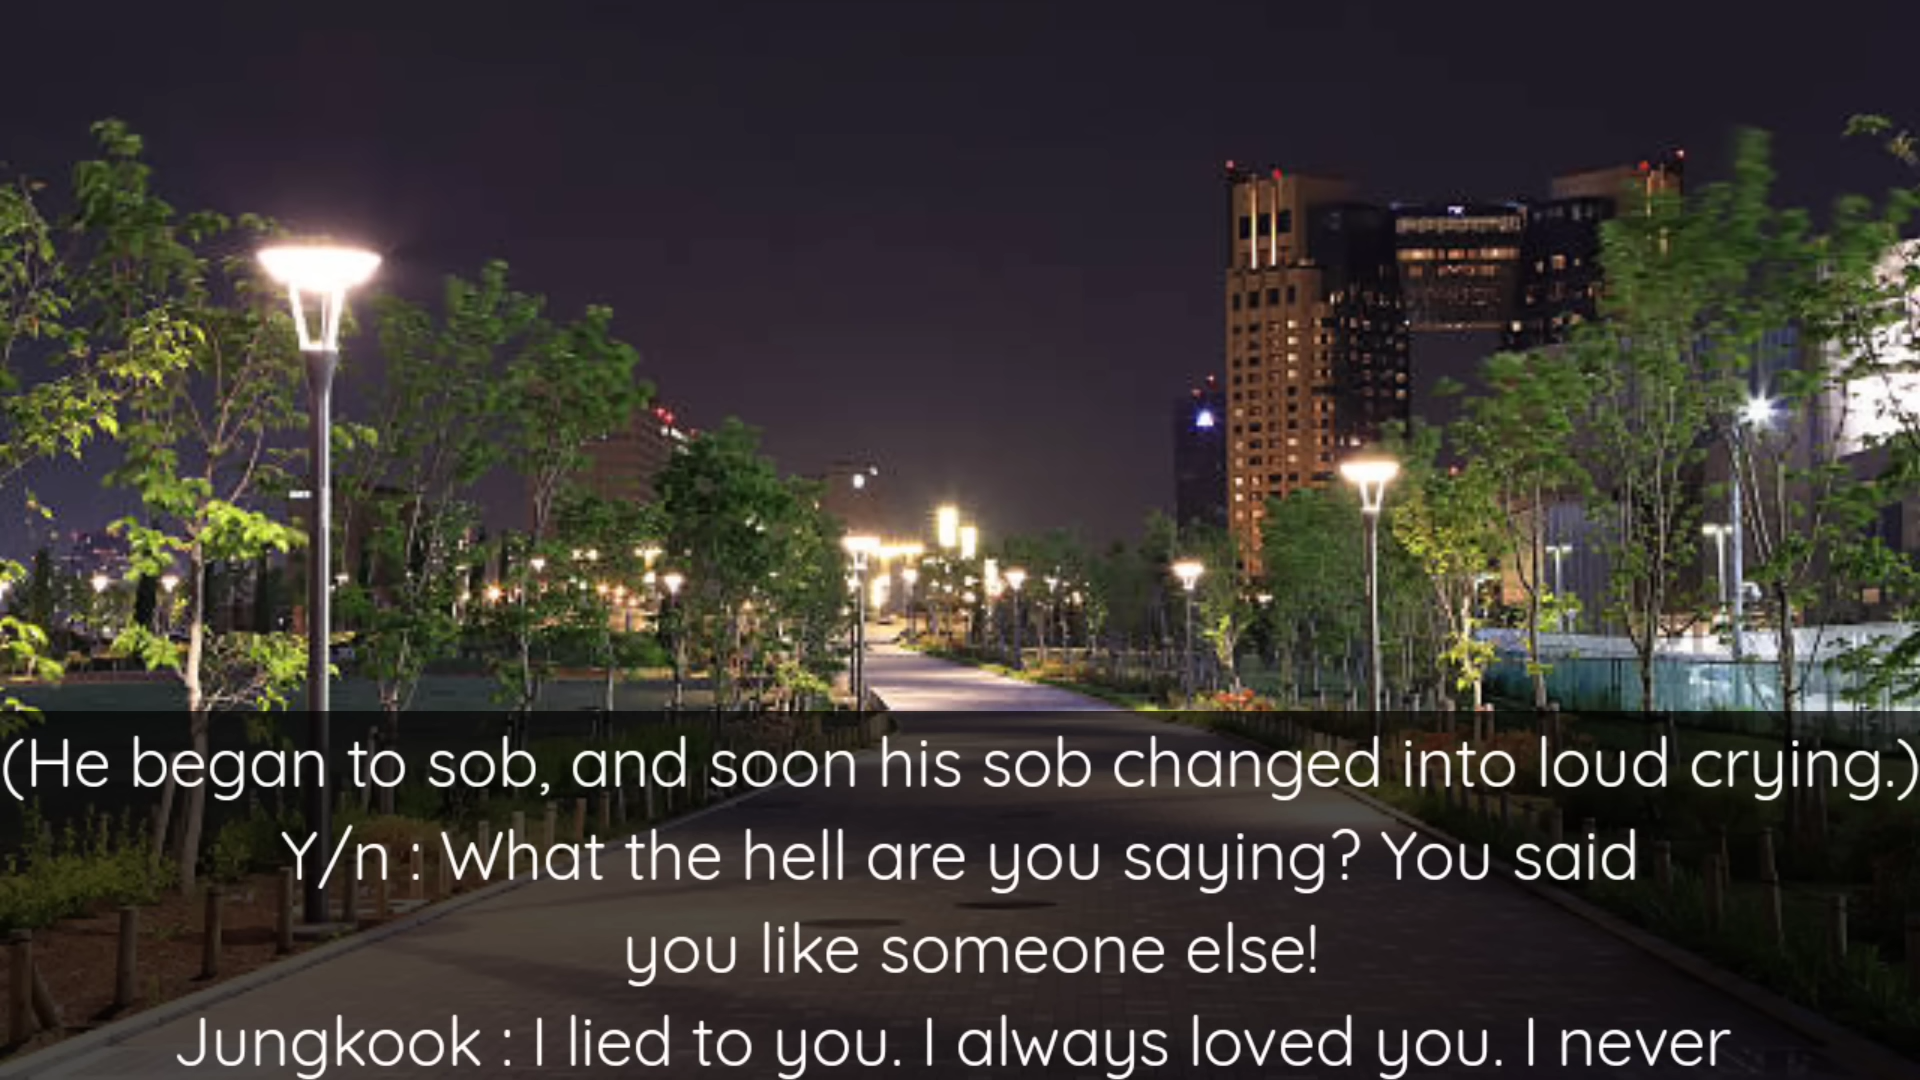 (He began to sob, and soon his sob changed into loud crying.)
Y/n : What the hell are you saying? You said
you like someone else!
Jungkook : I lied to you. I always loved you. I never